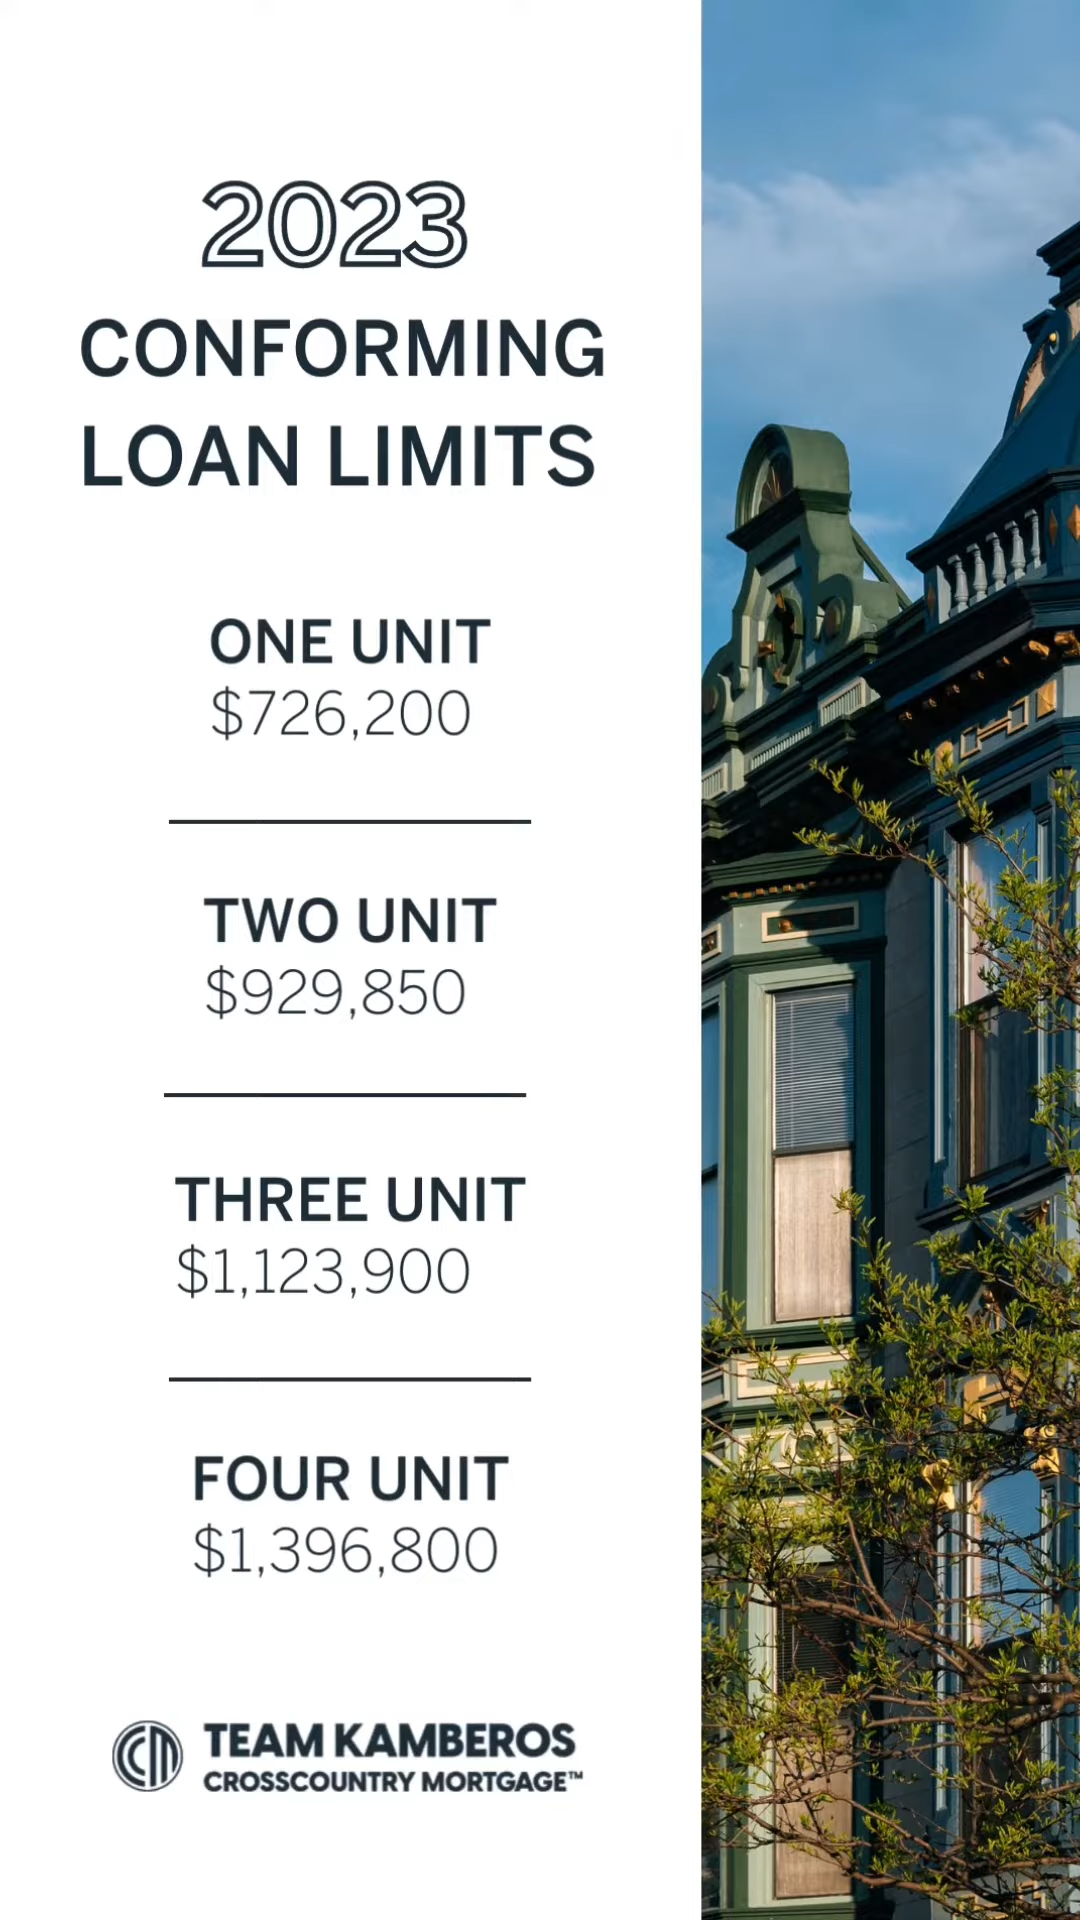 2023
CONFORMING
LOAN LIMITS
ONE UNIT
$726,200
TWO UNIT
$929,850
THREE UNIT
$1,123,900
FOUR UNIT
$1,396,800
CM TEAM KAMBEROS
CROSSCOUNTRY MORTGAGE™